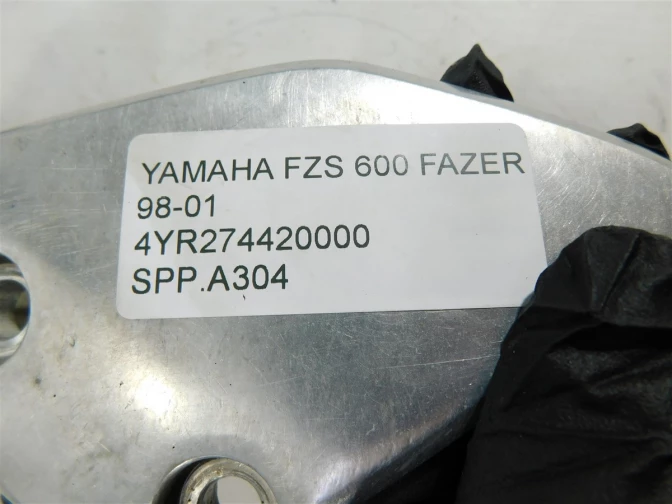 YAMAHA FZS 600 FAZER
98-01
4YR274420000
SPP.A304